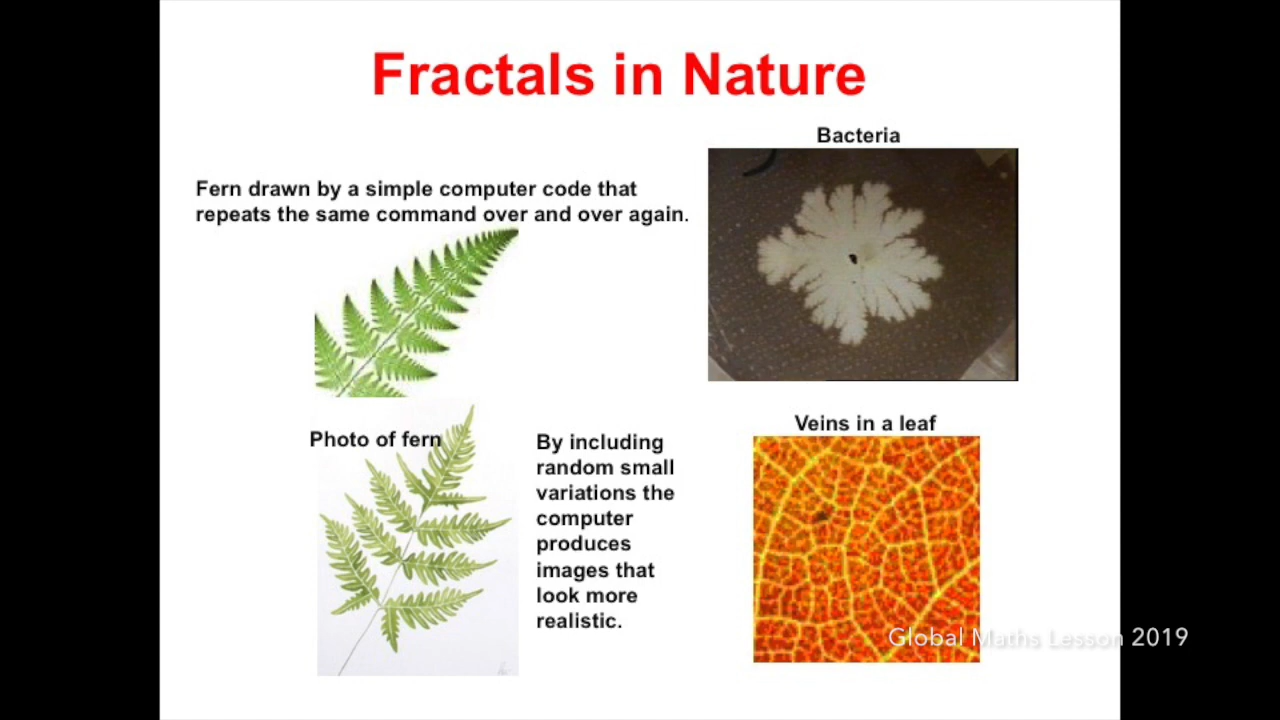 Fractals in Nature
Bacteria
Fern drawn by a simple computer code that
repeats the same command over and over again.
Photo of fern
By including
random small
variations the
computer
produces
images that
look more
realistic.
Veins in a leaf
Global Maths Lesson 2019